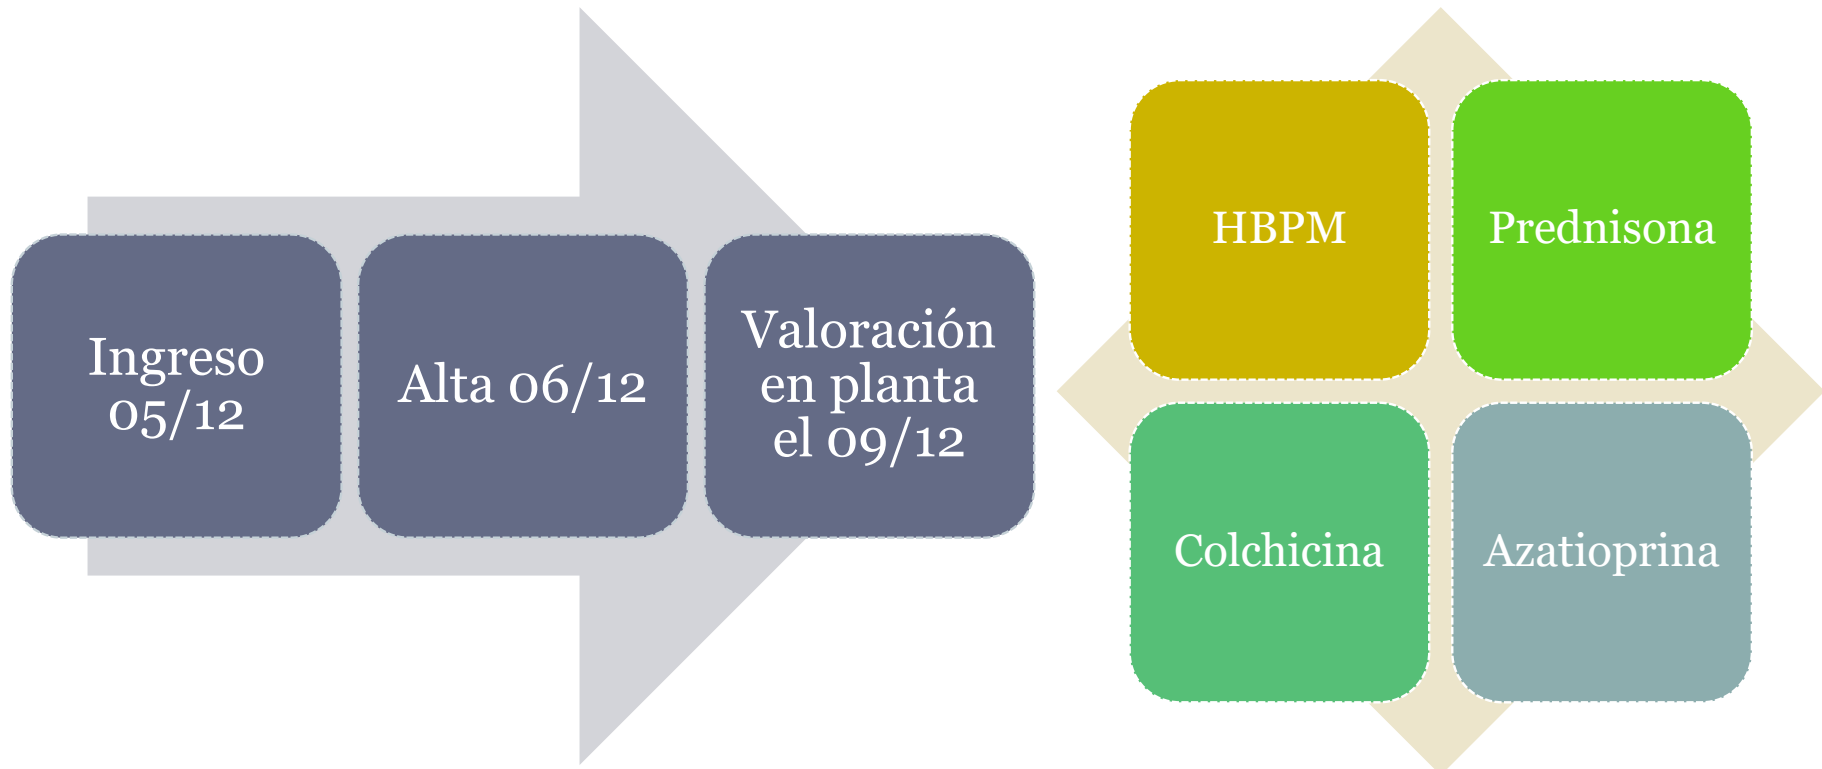 Ingreso
05/12
Alta 06/12
Valoración
en planta
el 09/12
HBPM
Prednisona
Colchicina
Azatioprina